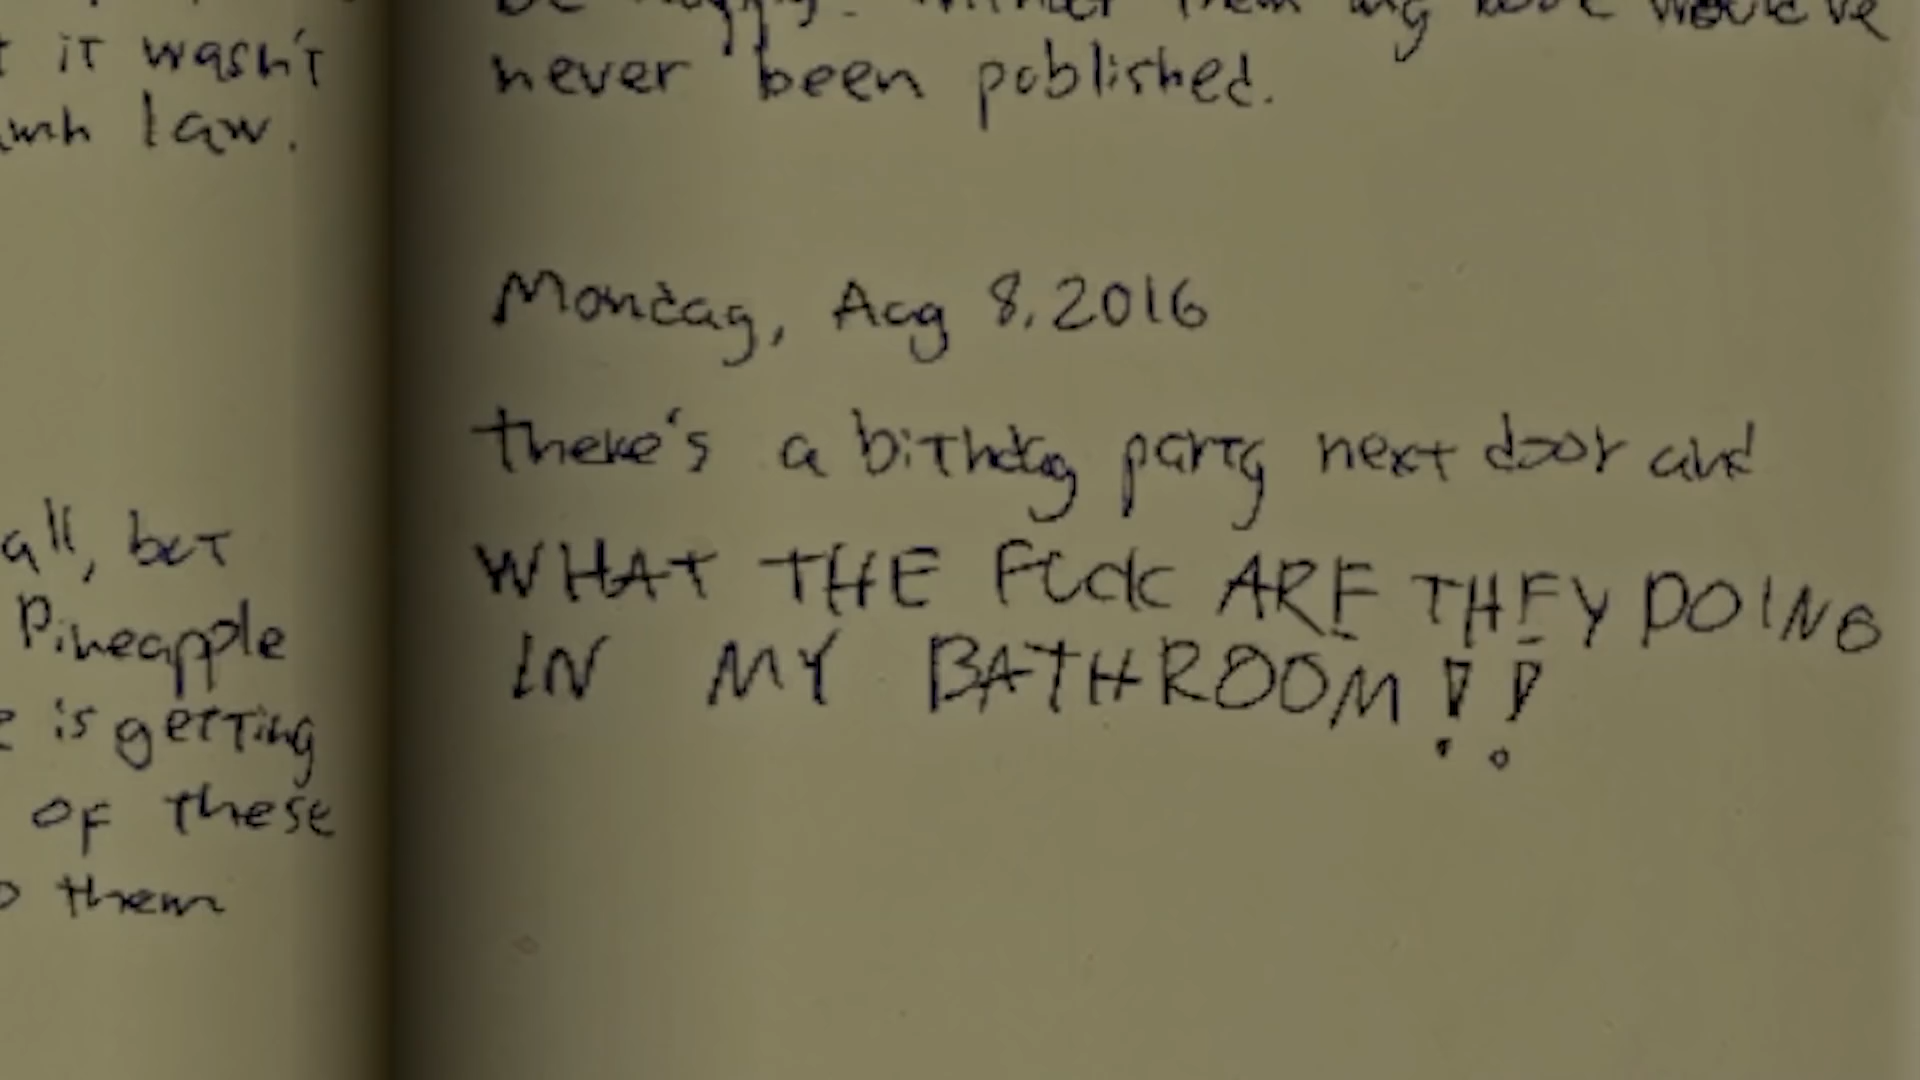 it wasn't
law.
all, but
Pineapple
is getting
of these
them
never been published.
Monday, Aug 8, 2016
there's a bithday party next door and
WHAT THE FUCK ARE THEY DOING
IN MY BATHROOM!!